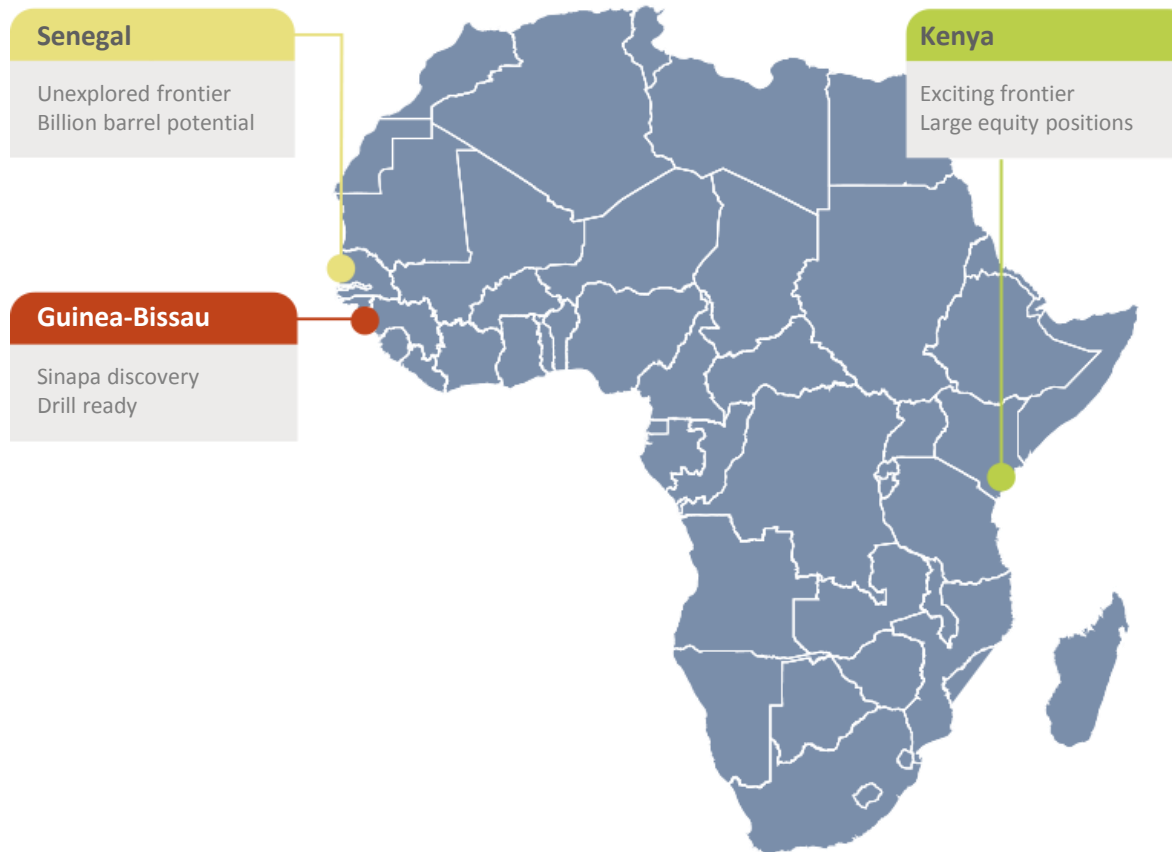 Senegal
Unexplored frontier
Billion barrel potential
Kenya
Exciting frontier
Large equity positions
Guinea-Bissau
Sinapa discovery
Drill ready